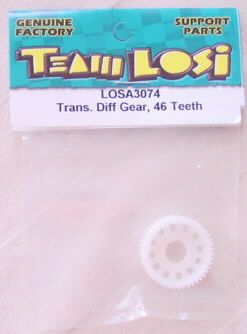 GENUINE SUPPORT
FACTORY PARTS
TEAM LOSI
LOSA3074
Trans. Diff Gear, 46 Teeth